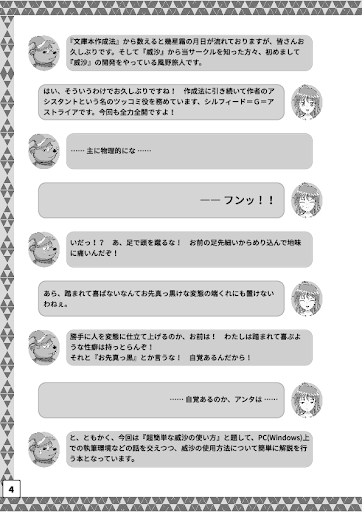 『文庫本作成法』から数えると幾星霜の月日が流れておりますが、皆さんお
久しぶりです。そして『威沙』から当サークルを知った方々、初めまして
『威沙』の開発をやっている風野旅人です。
はい、そういうわけでお久しぶりですね！　作成法に引き続いて作者のア
シスタントという名のツッコミ役を務めています、シルフィード＝G＝ア
ストライアです。今回も全力全開ですよ！
…… 主に物理的にな ……
―― フンッ！！
いだっ！？　あ、足で頭を蹴るな！　お前の足先細いからめり込んで地味
に痛いんだぞ！
あら、踏まれて喜ばないなんてお先真っ黒けな変態の端くれにも置けない
わねぇ。
勝手に人を変態に仕立て上げるのか、お前は！　わたしは踏まれて喜ぶよ
うな性癖は持っとらんぞ！
それと『お先真っ黒』とか言うな！　自覚あるんだから！
…… 自覚あるのか、アンタは ……
と、ともかく、今回は『超簡単な威沙の使い方』と題して、PC(Windows)上
での執筆環境などの話を交えつつ、威沙の使用方法について簡単に解説を行
う本となっています。
4